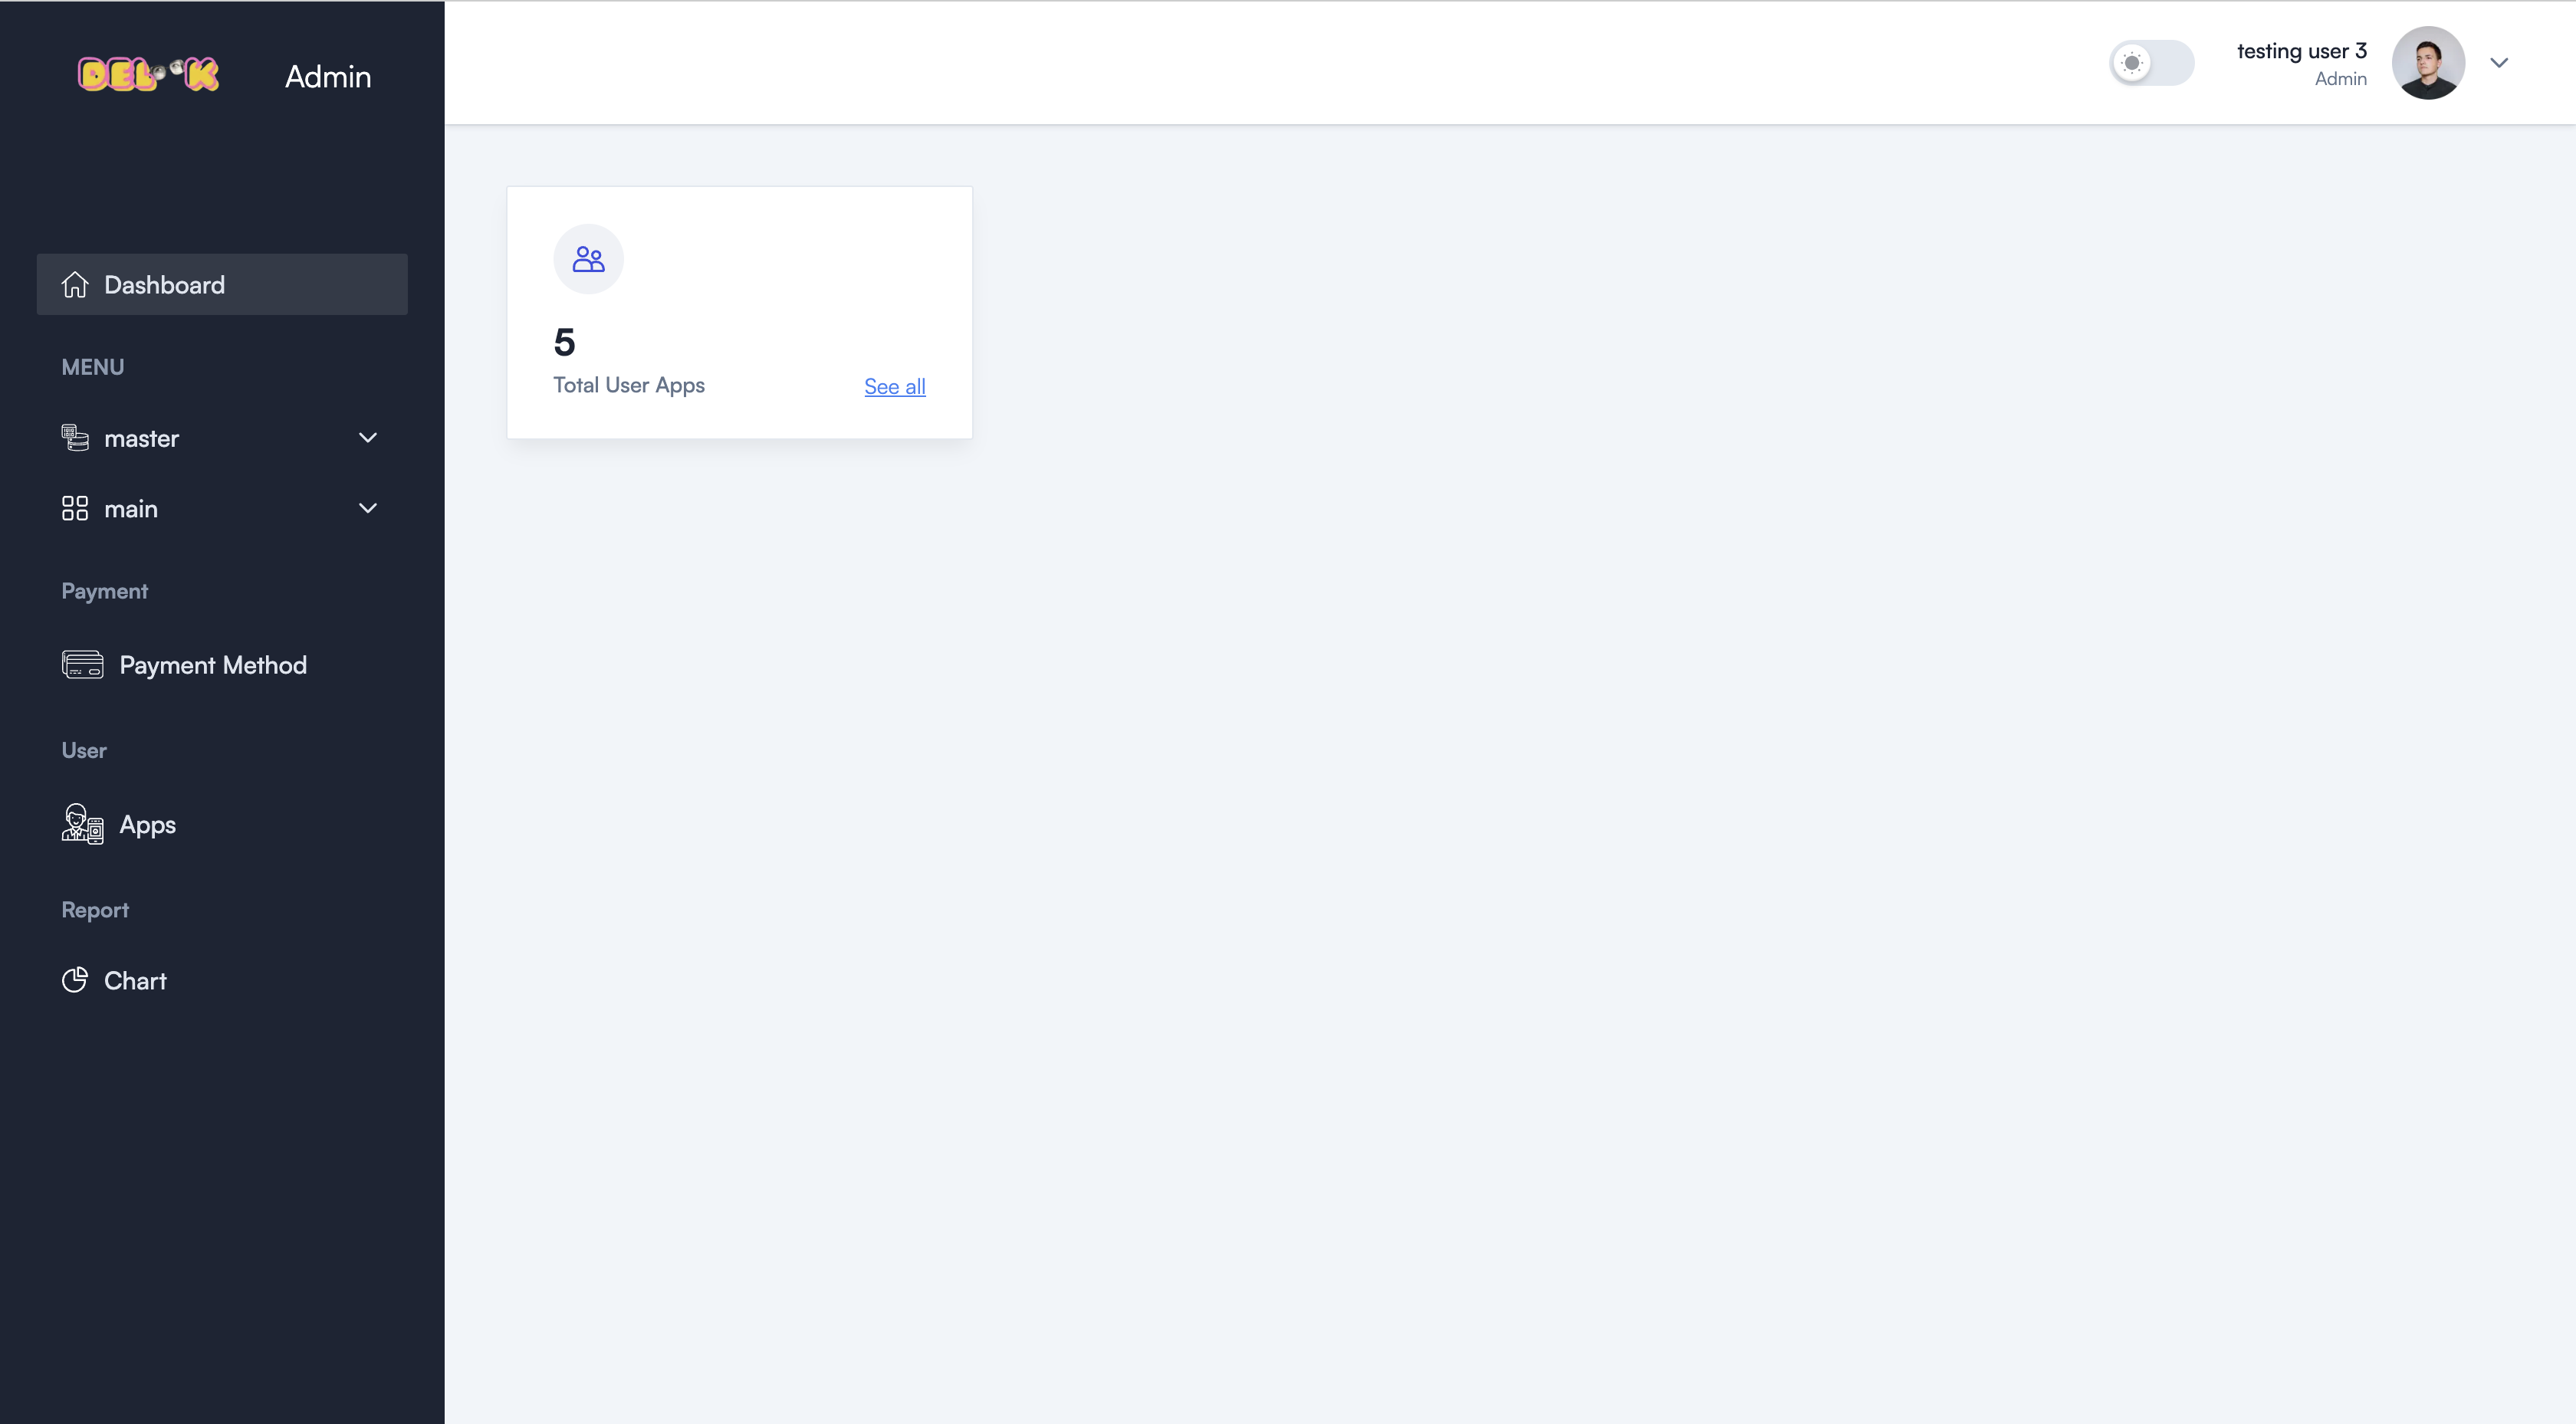 Admin
testing user 3
Admin
Dashboard
MENU
master
main
Payment
Payment Method
User
Apps
Report
Chart
5
Total User Apps
See all